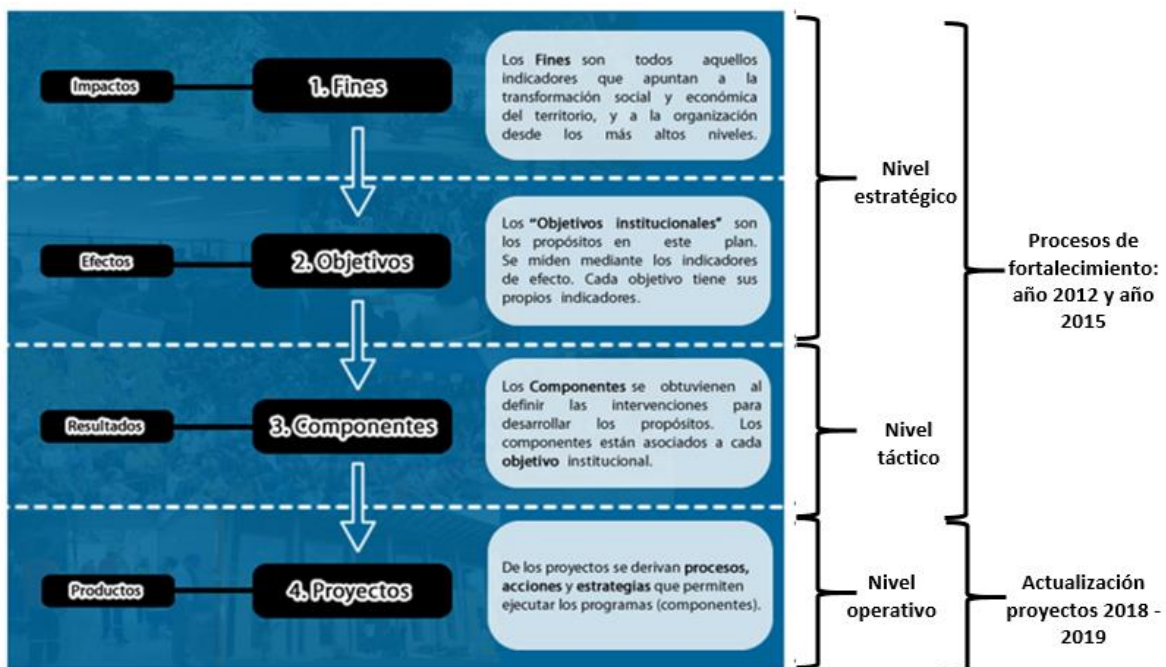 Impactos
1. Fines
Los Fines son todos aquellos
indicadores que apuntan a la
transformación social y económica
del territorio, y a la organización
desde los más altos niveles.
Efectos
2. Objetivos
Los "Objetivos institucionales" son
los propósitos en este plan.
Se miden mediante los indicadores
de efecto. Cada objetivo tiene sus
propios indicadores.
Nivel
estratégico
Resultados
3. Componentes
Los Componentes se obtuvienen al
definir las intervenciones para
desarrollar los propósitos. Los
componentes están asociados a cada
objetivo institucional.
Nivel
táctico
Procesos de
fortalecimiento:
año 2012 y año
2015
Productos
4. Proyectos
De los proyectos se derivan procesos,
acciones y estrategias que permiten
ejecutar los programas (componentes).
Nivel
operativo
Actualización
proyectos 2018 -
2019